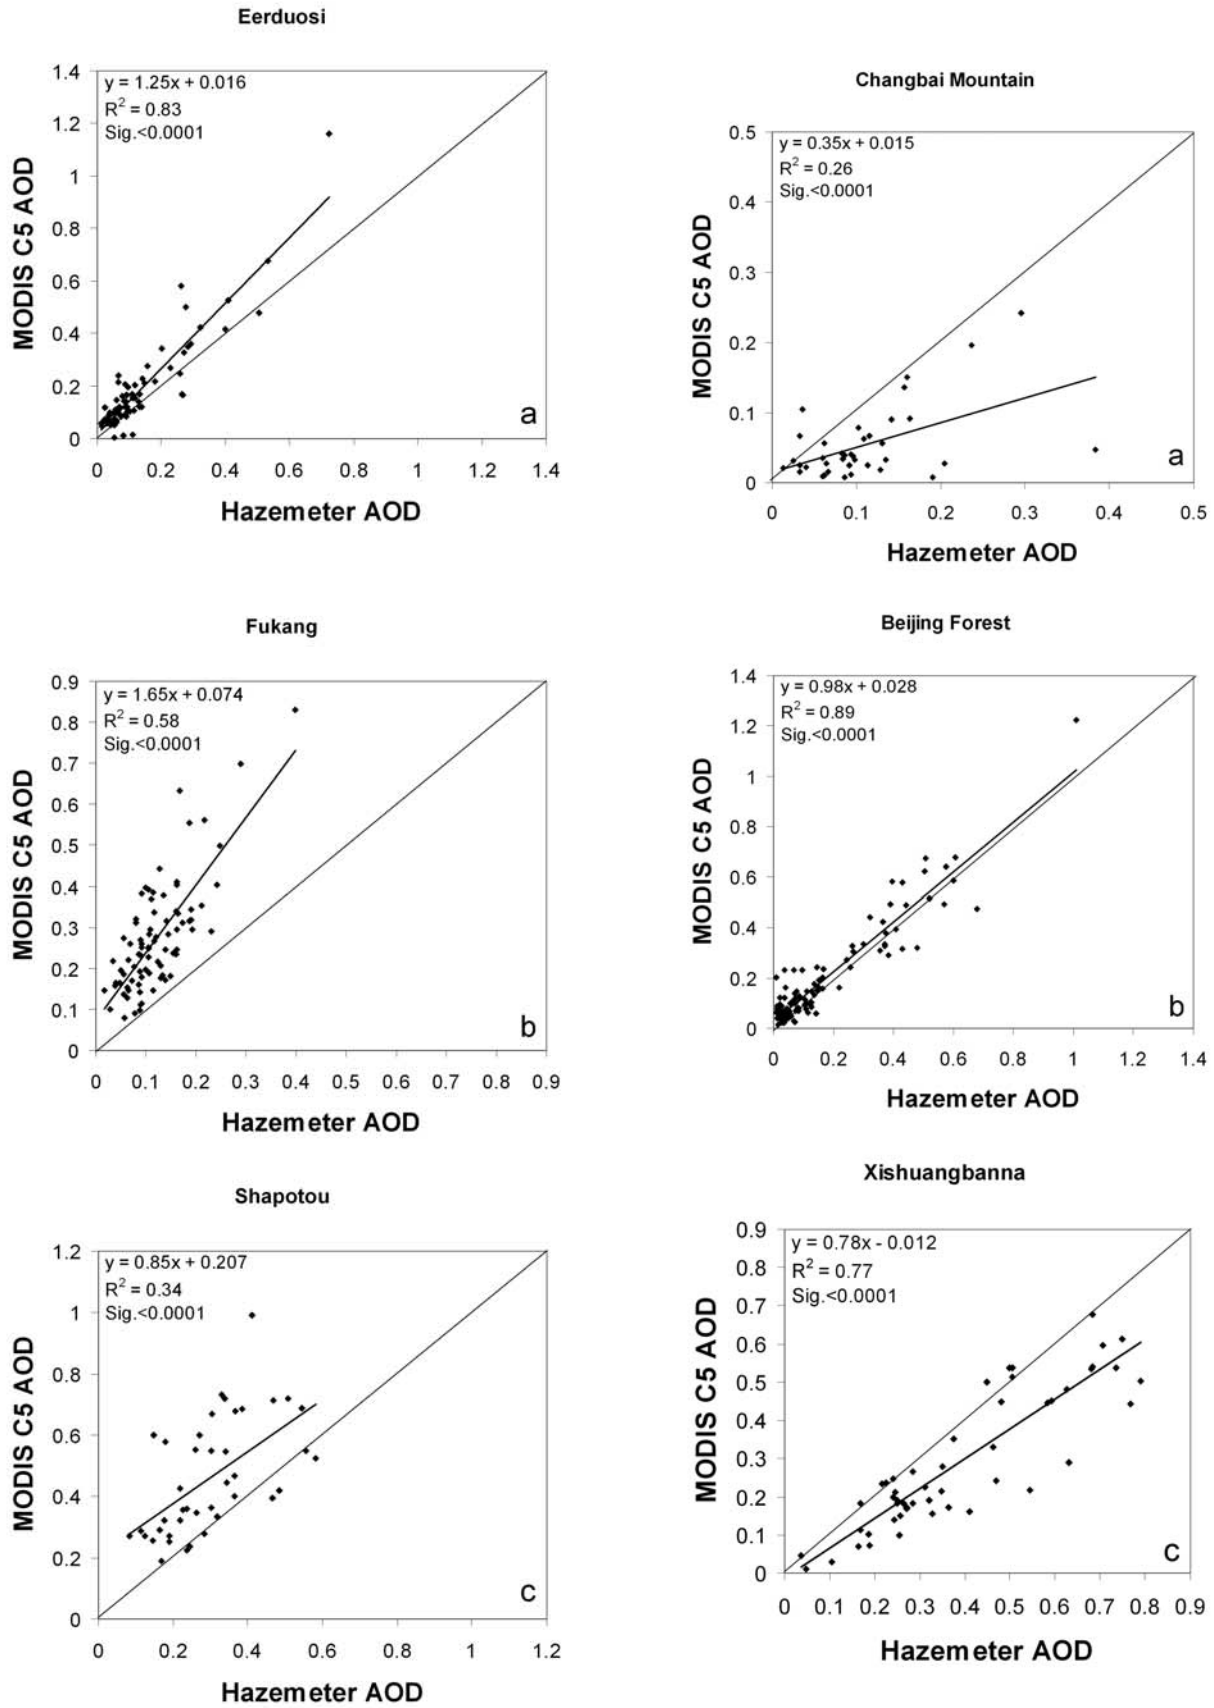 Eerduosi
y = 1.25x + 0.016
R² = 0.83
Sig.<0.0001
1.4
1.2
1
0.8
0.6
0.4
0.2
0
MODIS C5 AOD
a
0 0.2 0.4 0.6 0.8 1 1.2 1.4
Hazemeter AOD
Changbai Mountain
y = 0.35x + 0.015
R² = 0.26
Sig.<0.0001
0.5
0.4
0.3
0.2
0.1
0
MODIS C5 AOD
a
0 0.1 0.2 0.3 0.4 0.5
Hazemeter AOD
Fukang
y = 1.65x + 0.074
R² = 0.58
Sig.<0.0001
0.9
0.8
0.7
0.6
0.5
0.4
0.3
0.2
0.1
0
MODIS C5 AOD
b
0 0.1 0.2 0.3 0.4 0.5 0.6 0.7 0.8 0.9
Hazemeter AOD
Beijing Forest
y = 0.98x + 0.028
R² = 0.89
Sig.<0.0001
1.4
1.2
1
0.8
0.6
0.4
0.2
0
MODIS C5 AOD
b
0 0.2 0.4 0.6 0.8 1 1.2 1.4
Hazemeter AOD
Shapotou
y = 0.85x + 0.207
R² = 0.34
Sig.<0.0001
1.2
1
0.8
0.6
0.4
0.2
0
MODIS C5 AOD
c
0 0.2 0.4 0.6 0.8 1 1.2
Hazemeter AOD
Xishuangbanna
y = 0.78x - 0.012
R² = 0.77
Sig.<0.0001
0.9
0.8
0.7
0.6
0.5
0.4
0.3
0.2
0.1
0
MODIS C5 AOD
c
0 0.1 0.2 0.3 0.4 0.5 0.6 0.7 0.8 0.9
Hazemeter AOD